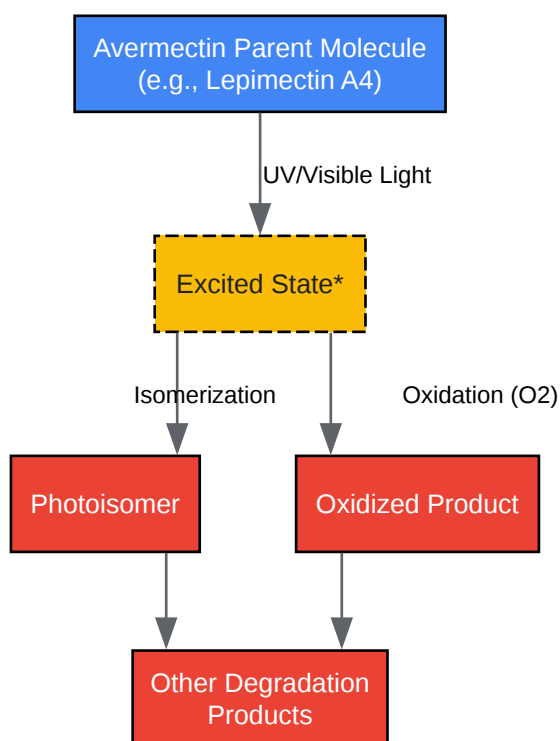 Avermectin Parent Molecule
(e.g., Lepimectin A4)
UV/Visible Light
Excited State*
Isomerization
Oxidation (O2)
Photoisomer
Oxidized Product
Other Degradation
Products